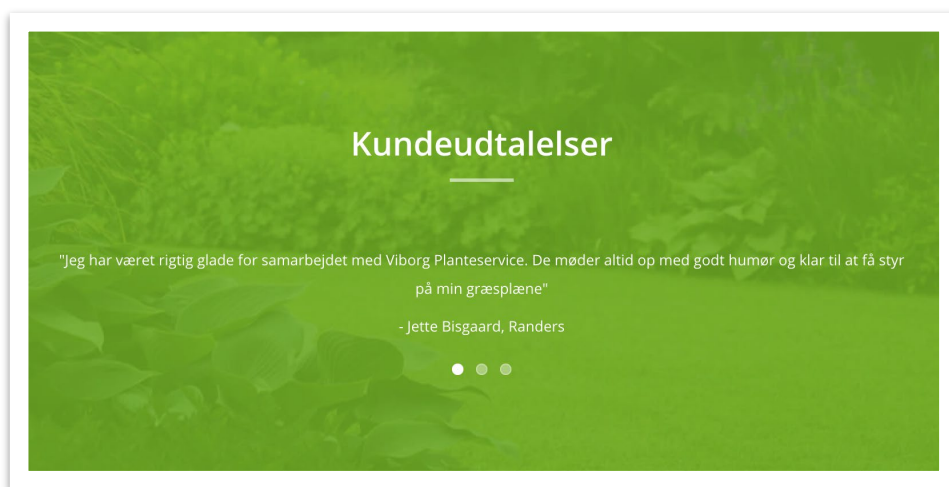 Kundeudtalelser
"Jeg har været rigtig glade for samarbejdet med Viborg Planteservice. De møder altid op med godt humør og klar til at få styr
på min græsplæne"
- Jette Bisgaard, Randers